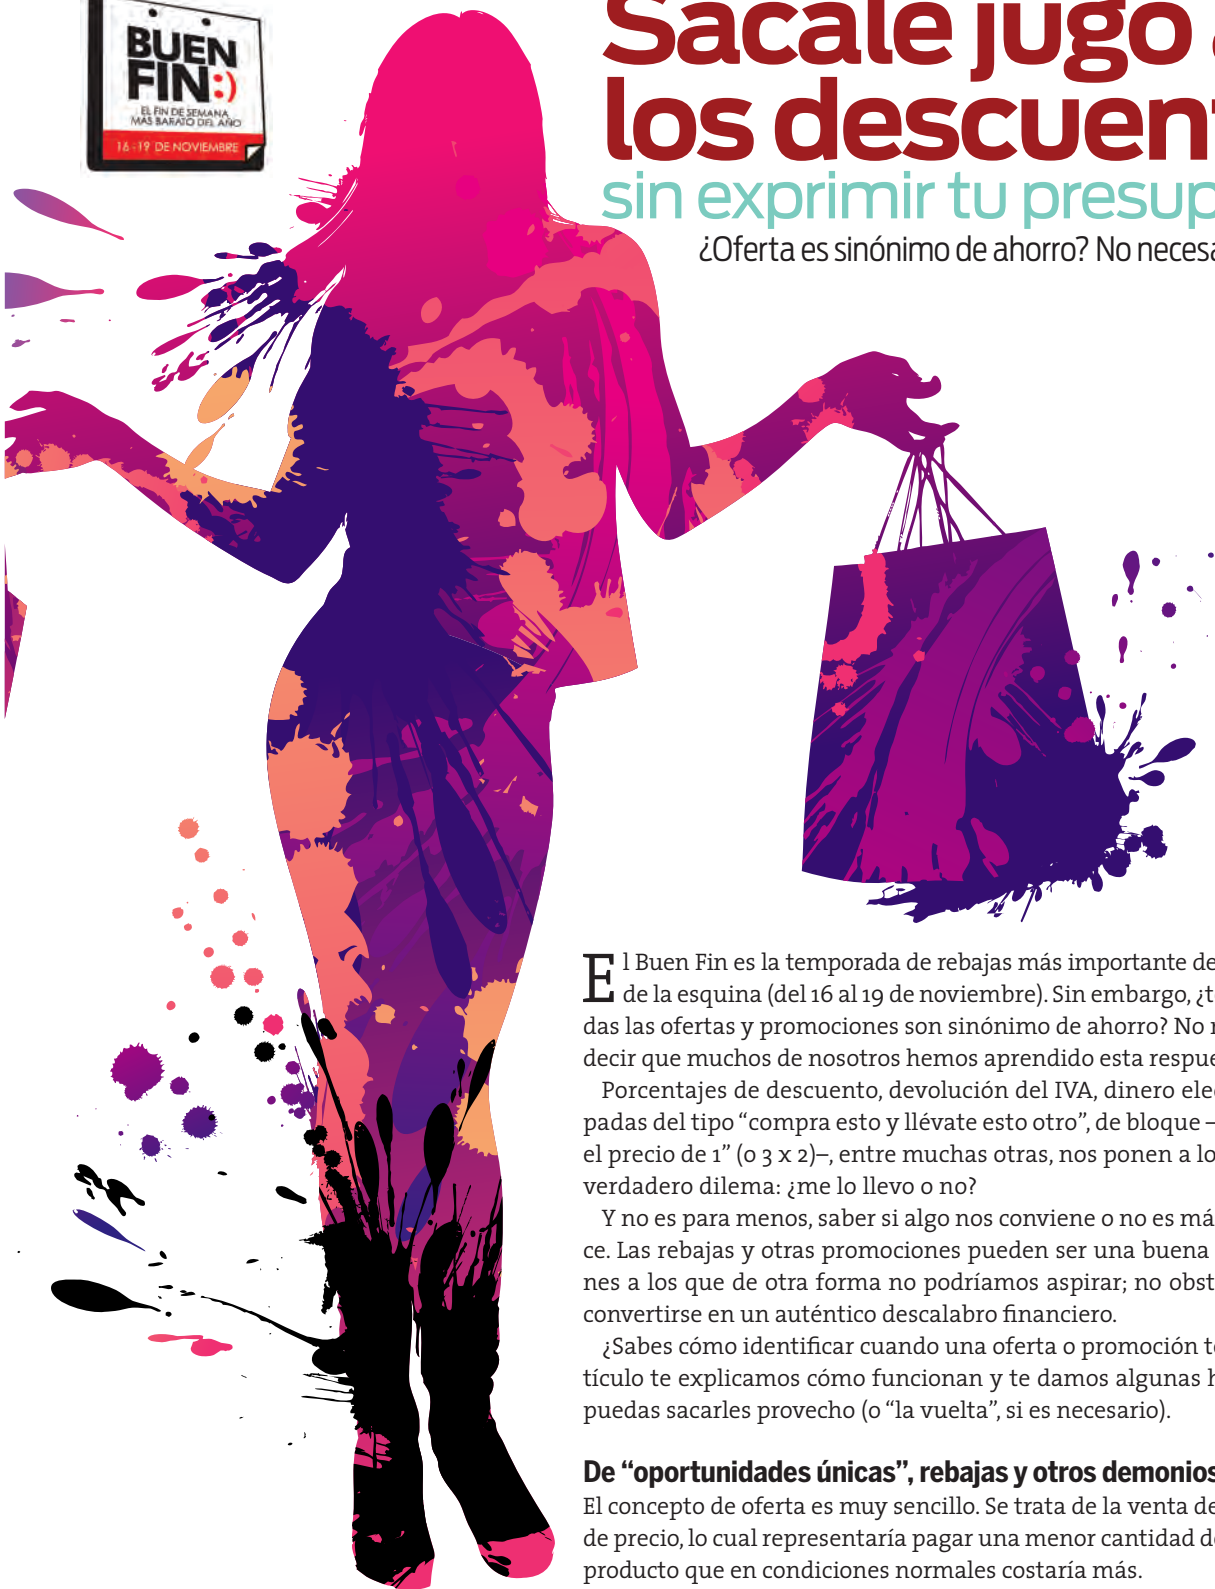 BUEN
FIN:)
EL FIN DE SEMANA
MÁS BARATO DEL AÑO
16-19 DE NOVIEMBRE
Sácale jugo a
los descuen
sin exprimir tu presup
¿Oferta es sinónimo de ahorro? No necesa
El Buen Fin es la temporada de rebajas más importante de
de la esquina (del 16 al 19 de noviembre). Sin embargo, ¿t
das las ofertas y promociones son sinónimo de ahorro? No
decir que muchos de nosotros hemos aprendido esta respue
Porcentajes de descuento, devolución del IVA, dinero elec
padas del tipo “compra esto y llévate esto otro”, de bloque –
el precio de 1” (o 3 x 2)–, entre muchas otras, nos ponen a lo
verdadero dilema: ¿me lo llevo o no?
Y no es para menos, saber si algo nos conviene o no es má
ce. Las rebajas y otras promociones pueden ser una buena
nes a los que de otra forma no podríamos aspirar; no obst
convertirse en un auténtico descalabro financiero.
¿Sabes cómo identificar cuando una oferta o promoción te
tículo te explicamos cómo funcionan y te damos algunas h
puedas sacarles provecho (o “la vuelta”, si es necesario).
De “oportunidades únicas”, rebajas y otros demonios
El concepto de oferta es muy sencillo. Se trata de la venta de
de precio, lo cual representaría pagar una menor cantidad d
producto que en condiciones normales costaría más.